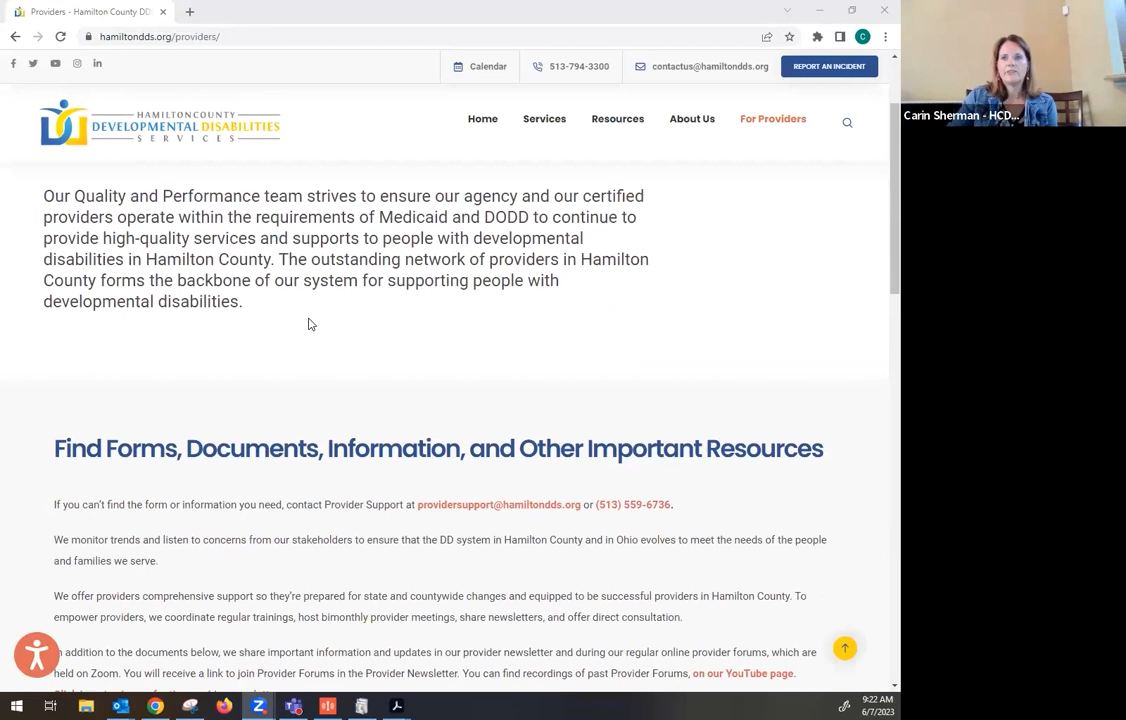 Providers - Hamilton County DD
hamiltondds.org/providers/
Calendar
513-794-3300
contactus@hamiltondds.org
REPORT AN INCIDENT
HAMILTON COUNTY
DEVELOPMENTAL DISABILITIES
SERVICES
Home
Services
Resources
About Us
For Providers
Carin Sherman - HCD...
Our Quality and Performance team strives to ensure our agency and our certified
providers operate within the requirements of Medicaid and DODD to continue to
provide high-quality services and supports to people with developmental
disabilities in Hamilton County. The outstanding network of providers in Hamilton
County forms the backbone of our system for supporting people with
developmental disabilities.
Find Forms, Documents, Information, and Other Important Resources
If you can't find the form or information you need, contact Provider Support at providersupport@hamiltondds.org or (513) 559-6736.
We monitor trends and listen to concerns from our stakeholders to ensure that the DD system in Hamilton County and in Ohio evolves to meet the needs of the people
and families we serve.
We offer providers comprehensive support so they're prepared for state and countywide changes and equipped to be successful providers in Hamilton County. To
empower providers, we coordinate regular trainings, host bimonthly provider meetings, share newsletters, and offer direct consultation.
In addition to the documents below, we share important information and updates in our provider newsletter and during our regular online provider forums, which are
held on Zoom. You will receive a link to join Provider Forums in the Provider Newsletter. You can find recordings of past Provider Forums, on our YouTube page.
9:22 AM
6/7/2023